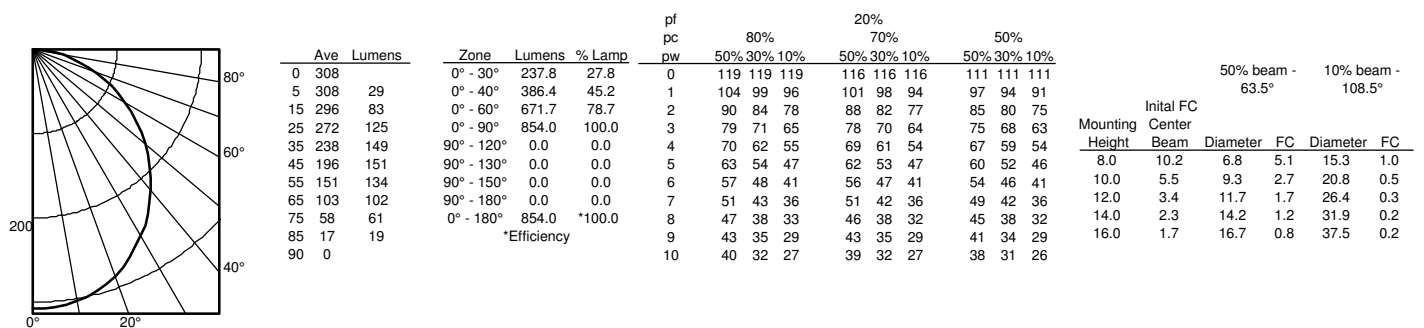 200
0°
20°
40°
60°
80°
Ave Lumens
0 308
5 308 29
15 296 83
25 272 125
35 238 149
45 196 151
55 151 134
65 103 102
75 58 61
85 17 19
90 0
Zone Lumens % Lamp
0° - 30° 237.8 27.8
0° - 40° 386.4 45.2
0° - 60° 671.7 78.7
0° - 90° 854.0 100.0
90° - 120° 0.0 0.0
90° - 130° 0.0 0.0
90° - 150° 0.0 0.0
90° - 180° 0.0 0.0
0° - 180° 854.0 *100.0
*Efficiency
pf 20%
pc 80% 70% 50%
pw 50% 30% 10% 50% 30% 10% 50% 30% 10%
0 119 119 119 116 116 116 111 111 111
1 104 99 96 101 98 94 97 94 91
2 90 84 78 88 82 77 85 80 75
3 79 71 65 78 70 64 75 68 63
4 70 62 55 69 61 54 67 59 54
5 63 54 47 62 53 47 60 52 46
6 57 48 41 56 47 41 54 46 41
7 51 43 36 51 42 36 49 42 36
8 47 38 33 46 38 32 45 38 32
9 43 35 29 43 35 29 41 34 29
10 40 32 27 39 32 27 38 31 26
50% beam - 10% beam -
63.5° 108.5°
Inital FC
Mounting Center
Height Beam Diameter FC Diameter FC
8.0 10.2 6.8 5.1 15.3 1.0
10.0 5.5 9.3 2.7 20.8 0.5
12.0 3.4 11.7 1.7 26.4 0.3
14.0 2.3 14.2 1.2 31.9 0.2
16.0 1.7 16.7 0.8 37.5 0.2